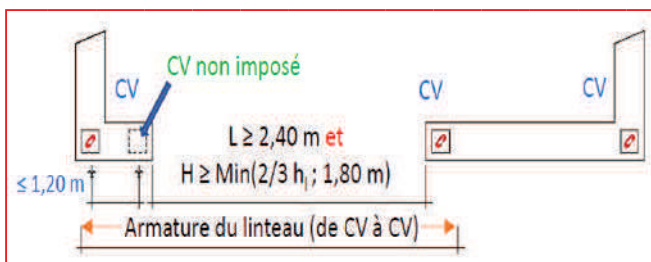 CV
CV non imposé
CV
CV
L ≥ 2,40 m et
H ≥ Min(2/3 hl ; 1,80 m)
≤ 1,20 m
Armature du linteau (de CV à CV)